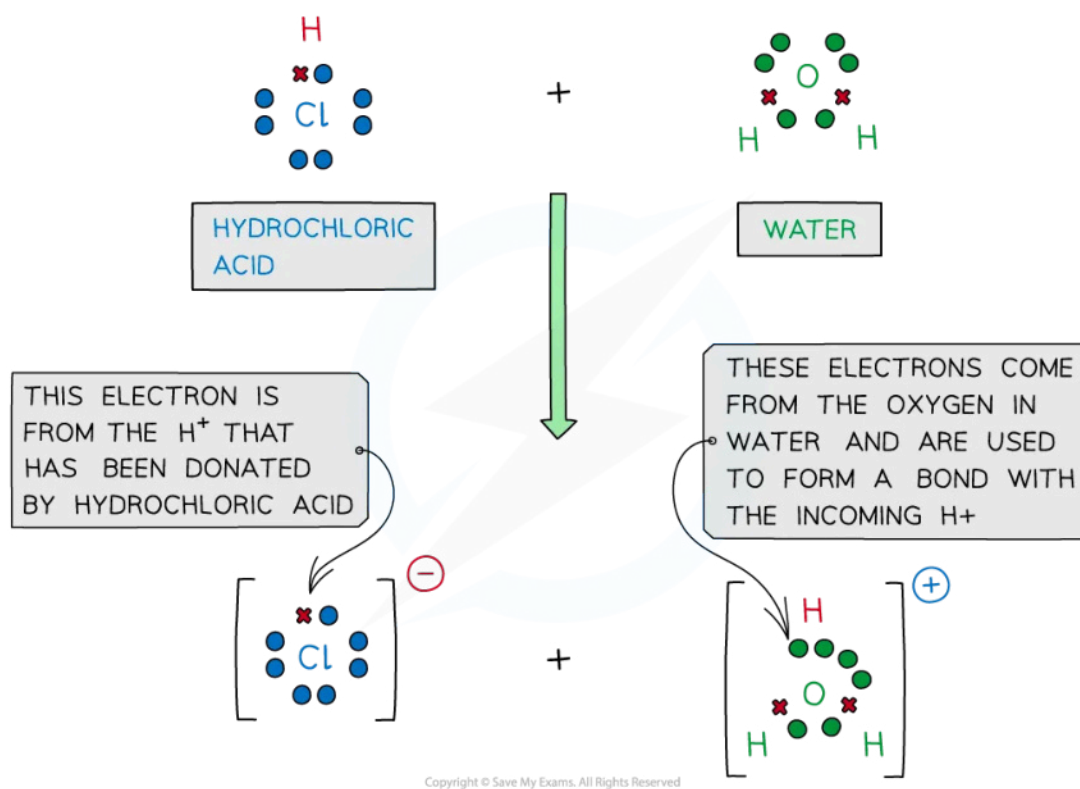 H
Cl
+
O
H H
HYDROCHLORIC
ACID
WATER
THIS ELECTRON IS
FROM THE H⁺ THAT
HAS BEEN DONATED
BY HYDROCHLORIC ACID
THESE ELECTRONS COME
FROM THE OXYGEN IN
WATER AND ARE USED
TO FORM A BOND WITH
THE INCOMING H+
−
Cl
+
+
H
O
H H
Copyright © Save My Exams. All Rights Reserved